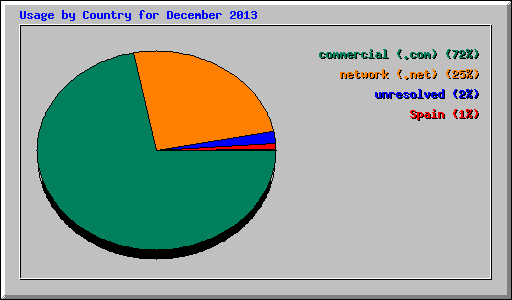 Usage by Country for December 2013
commercial (.com) (72%)
network (.net) (25%)
unresolved (2%)
Spain (1%)